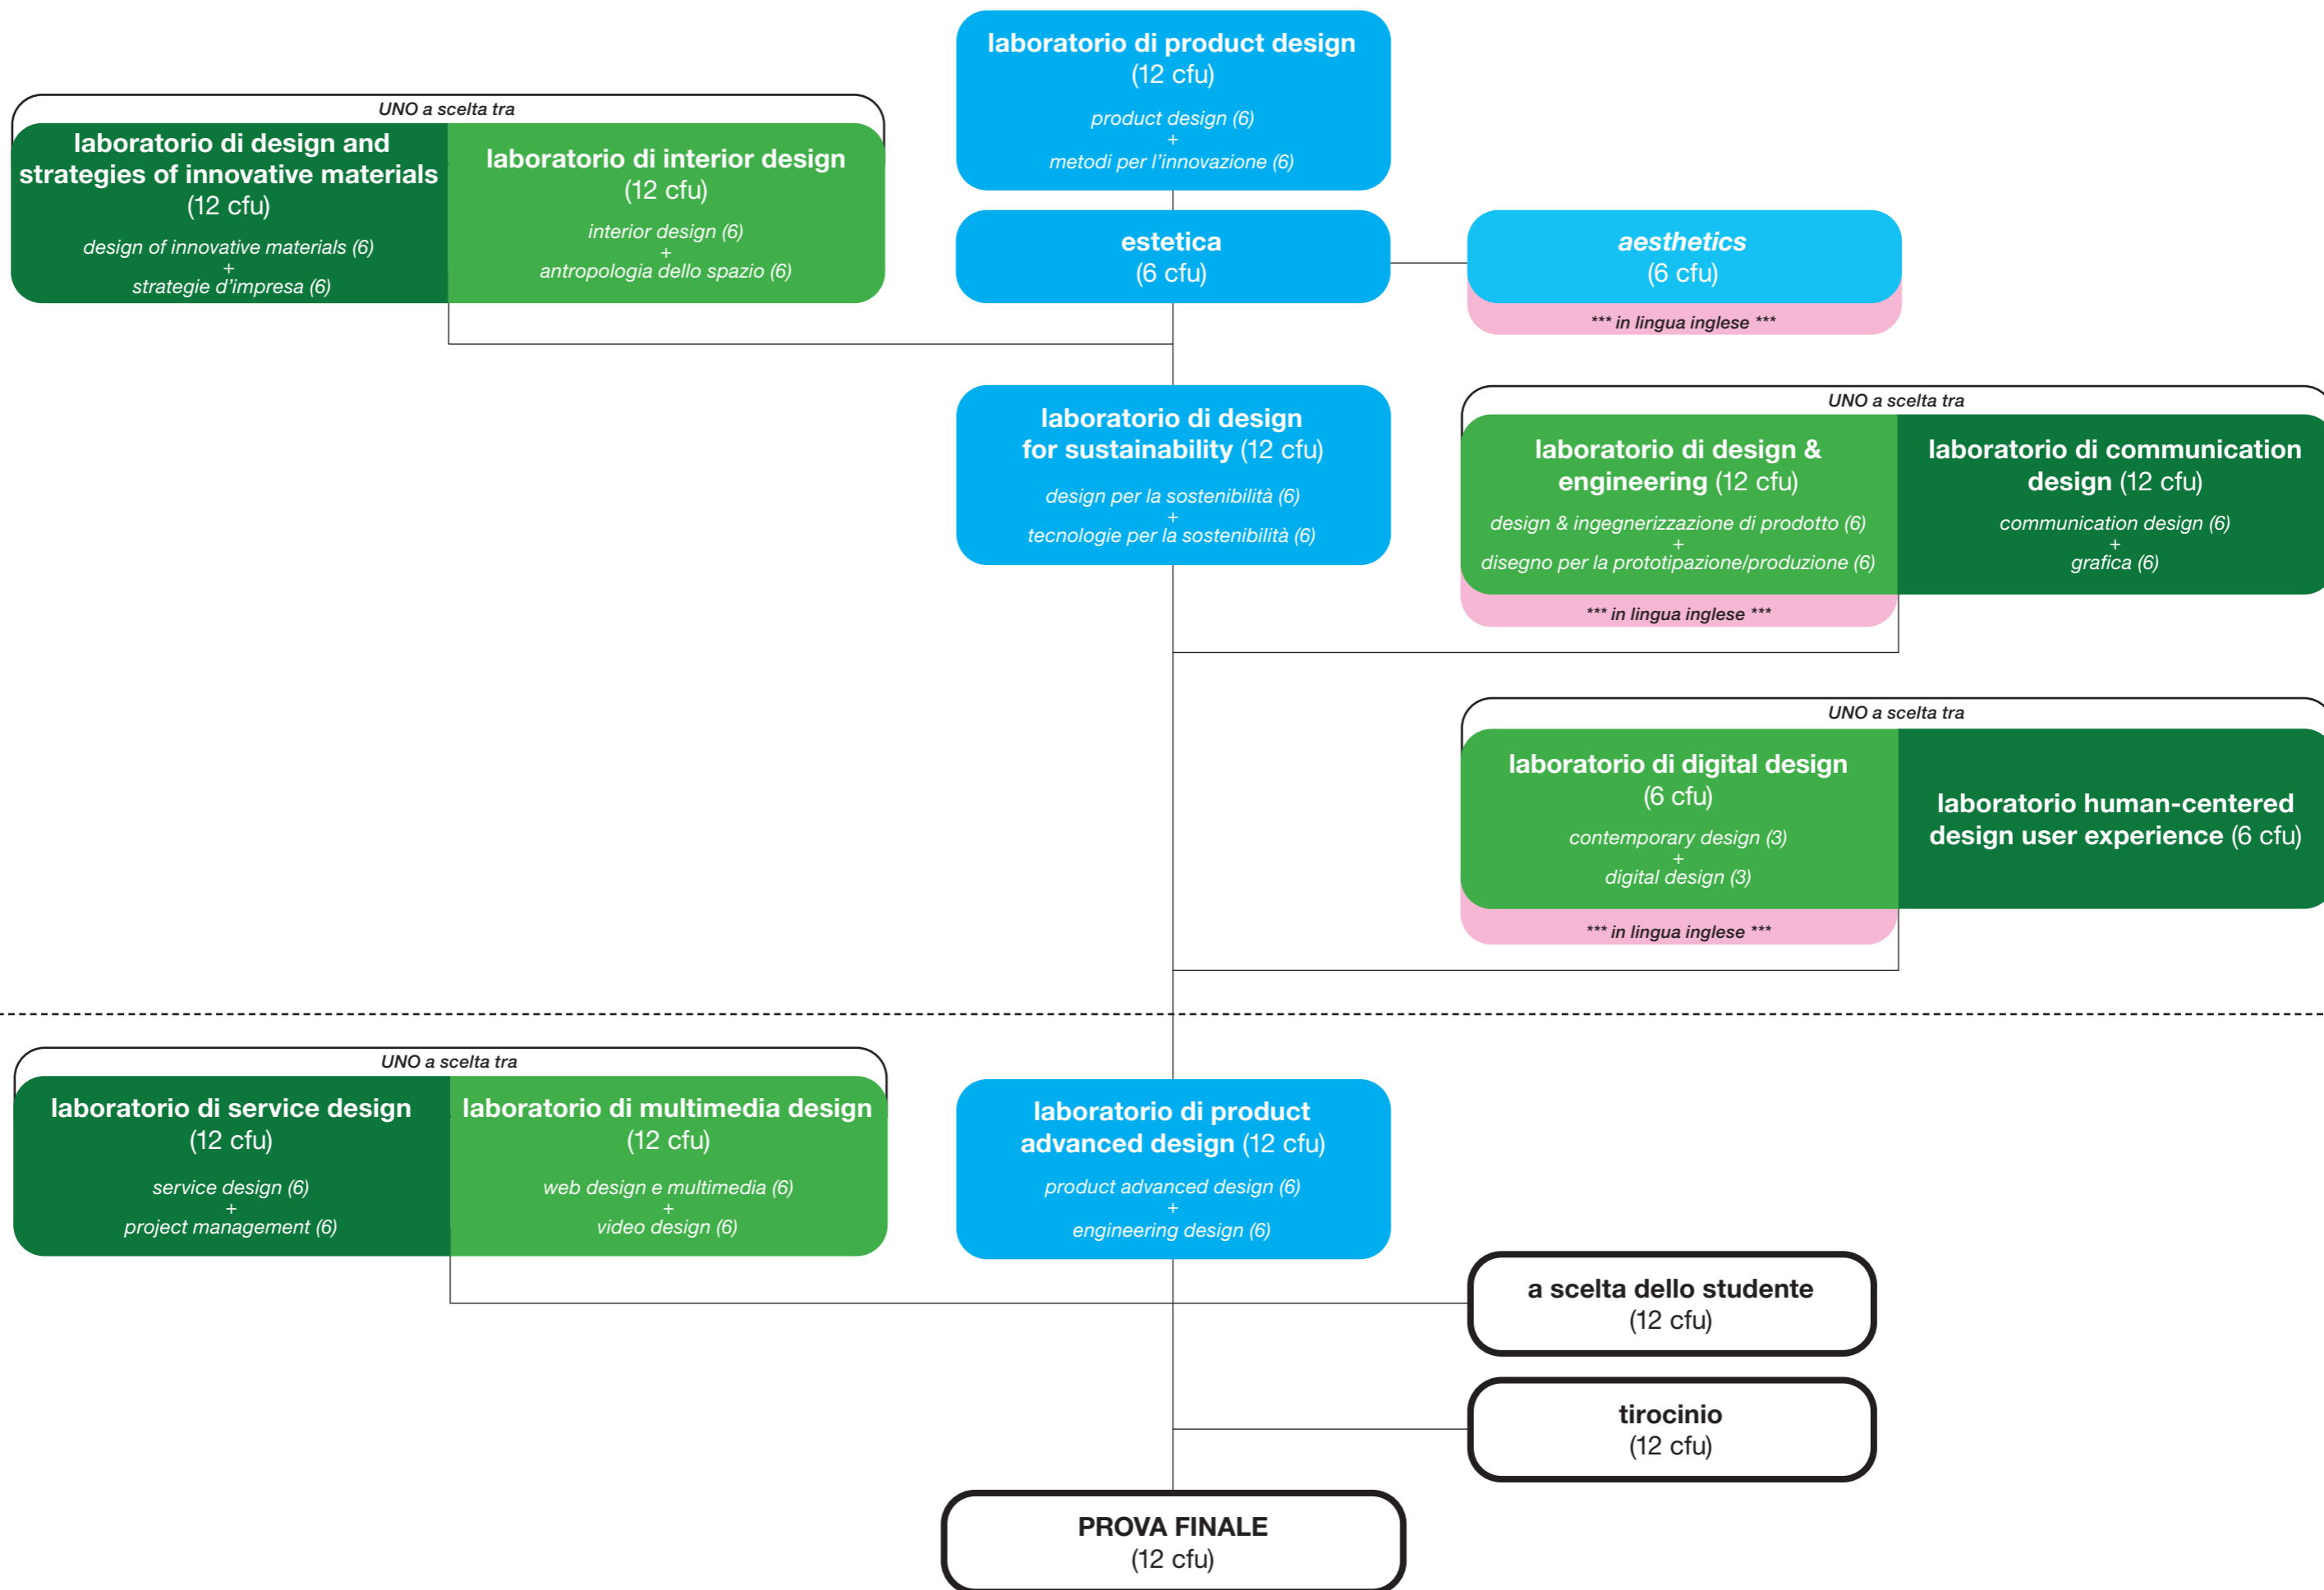 laboratorio di product design
(12 cfu)
product design (6)
+
metodi per l'innovazione (6)
UNO a scelta tra
laboratorio di design and
strategies of innovative materials
(12 cfu)
design of innovative materials (6)
+
strategie d'impresa (6)
laboratorio di interior design
(12 cfu)
interior design (6)
+
antropologia dello spazio (6)
estetica
(6 cfu)
aesthetics
(6 cfu)
*** in lingua inglese ***
laboratorio di design
for sustainability (12 cfu)
design per la sostenibilità (6)
+
tecnologie per la sostenibilità (6)
UNO a scelta tra
laboratorio di design &
engineering (12 cfu)
design & ingegnerizzazione di prodotto (6)
+
disegno per la prototipazione/produzione (6)
*** in lingua inglese ***
laboratorio di communication
design (12 cfu)
communication design (6)
+
grafica (6)
UNO a scelta tra
laboratorio di digital design
(6 cfu)
contemporary design (3)
+
digital design (3)
*** in lingua inglese ***
laboratorio human-centered
design user experience (6 cfu)
UNO a scelta tra
laboratorio di service design
(12 cfu)
service design (6)
+
project management (6)
laboratorio di multimedia design
(12 cfu)
web design e multimedia (6)
+
video design (6)
laboratorio di product
advanced design (12 cfu)
product advanced design (6)
+
engineering design (6)
a scelta dello studente
(12 cfu)
tirocinio
(12 cfu)
PROVA FINALE
(12 cfu)